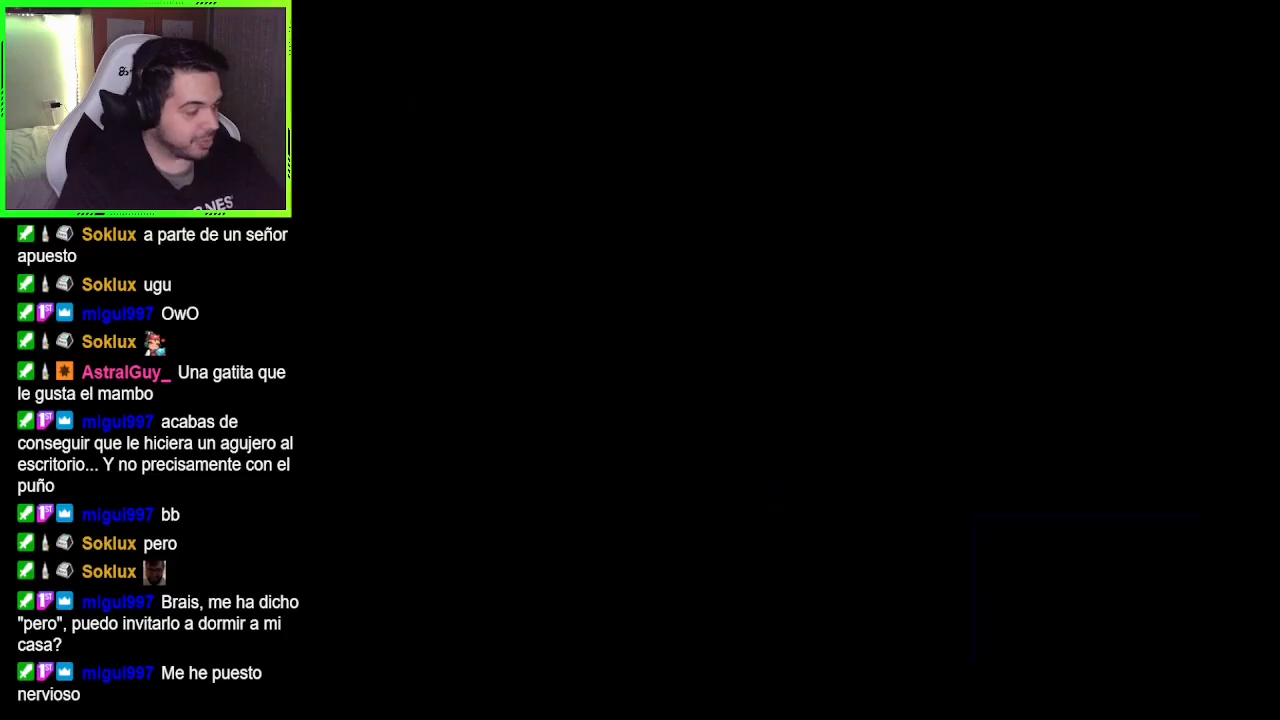 Soklux a parte de un señor
apuesto
Soklux ugu
migui997 OwO
Soklux
AstralGuy_ Una gatita que
le gusta el mambo
migui997 acabas de
conseguir que le hiciera un agujero al
escritorio... Y no precisamente con el
puño
migui997 bb
Soklux pero
Soklux
migui997 Brais, me ha dicho
"pero", puedo invitarlo a dormir a mi
casa?
migui997 Me he puesto
nervioso